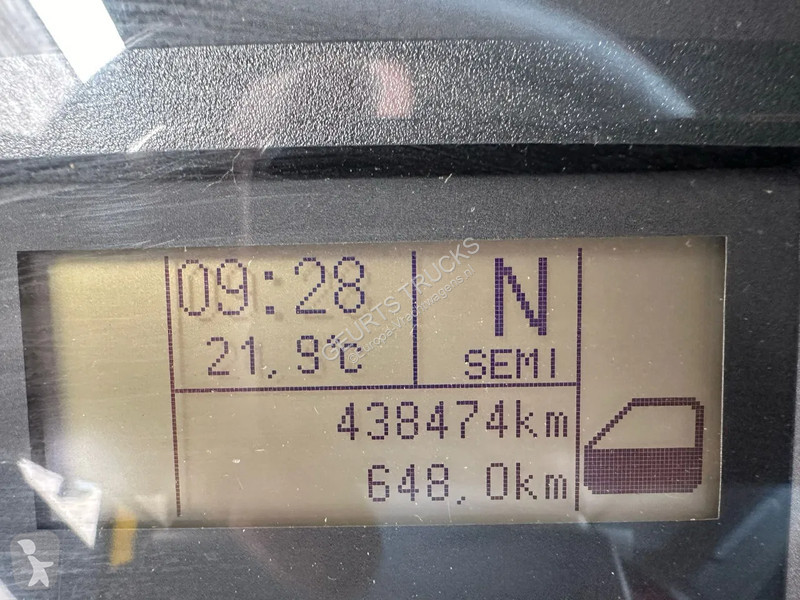 09:28
21.9℃
N
SEMI
438474km
648.0km
GEURTS TRUCKS